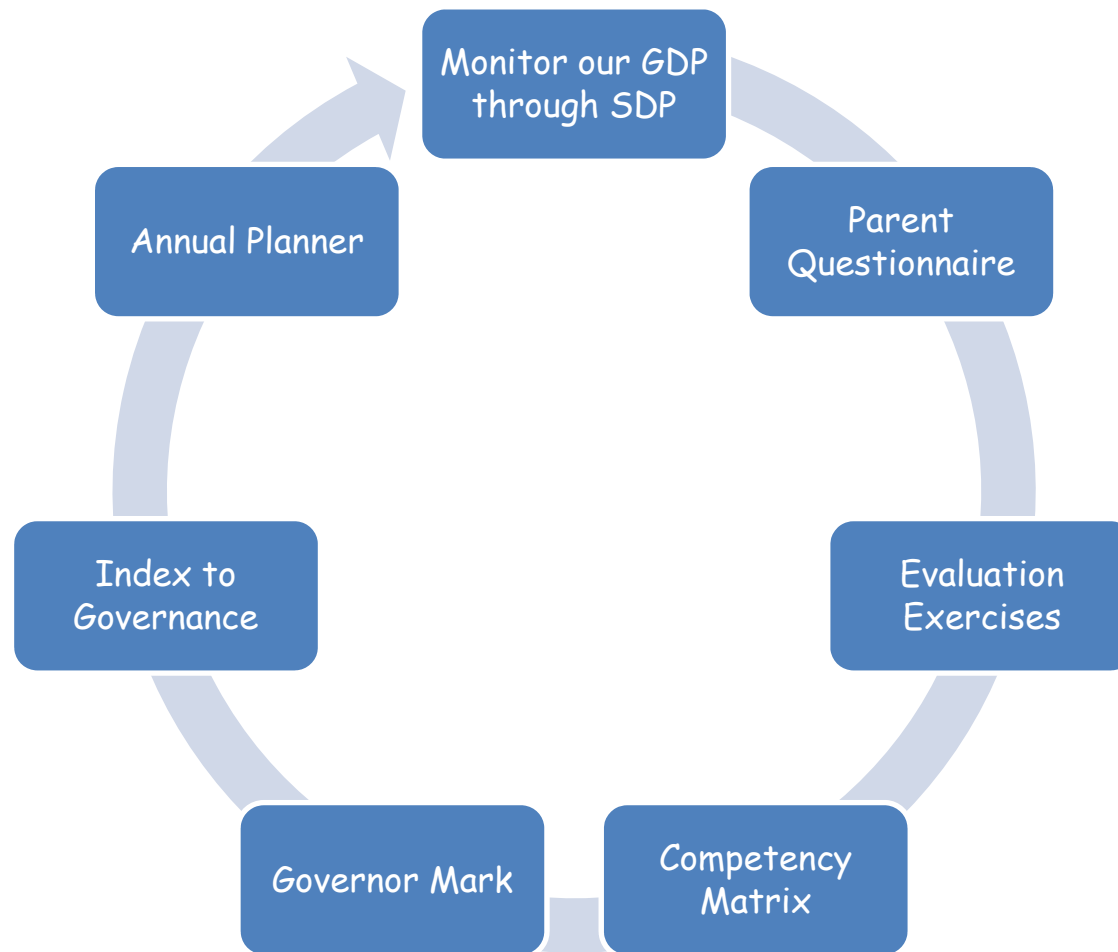 Monitor our GDP
through SDP
Parent
Questionnaire
Evaluation
Exercises
Competency
Matrix
Governor Mark
Index to
Governance
Annual Planner